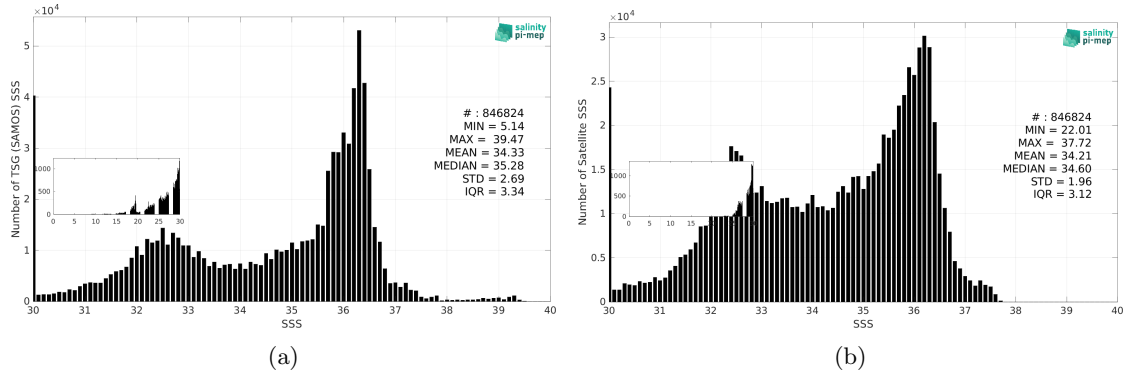 ×10⁴
5
4
3
2
1
0
Number of TSG (SAMOS) SSS
salinity
pi-mep
# : 846824
MIN = 5.14
MAX = 39.47
MEAN = 34.33
MEDIAN = 35.28
STD = 2.69
IQR = 3.34
1000
500
0
0 5 10 15 20 25 30
30 31 32 33 34 35 36 37 38 39 40
SSS
(a)
×10⁴
3
2.5
2
1.5
1
0.5
0
Number of Satellite SSS
salinity
pi-mep
# : 846824
MIN = 22.01
MAX = 37.72
MEAN = 34.21
MEDIAN = 34.60
STD = 1.96
IQR = 3.12
1000
500
0
0 5 10 15 20 25
30 31 32 33 34 35 36 37 38 39 40
SSS
(b)